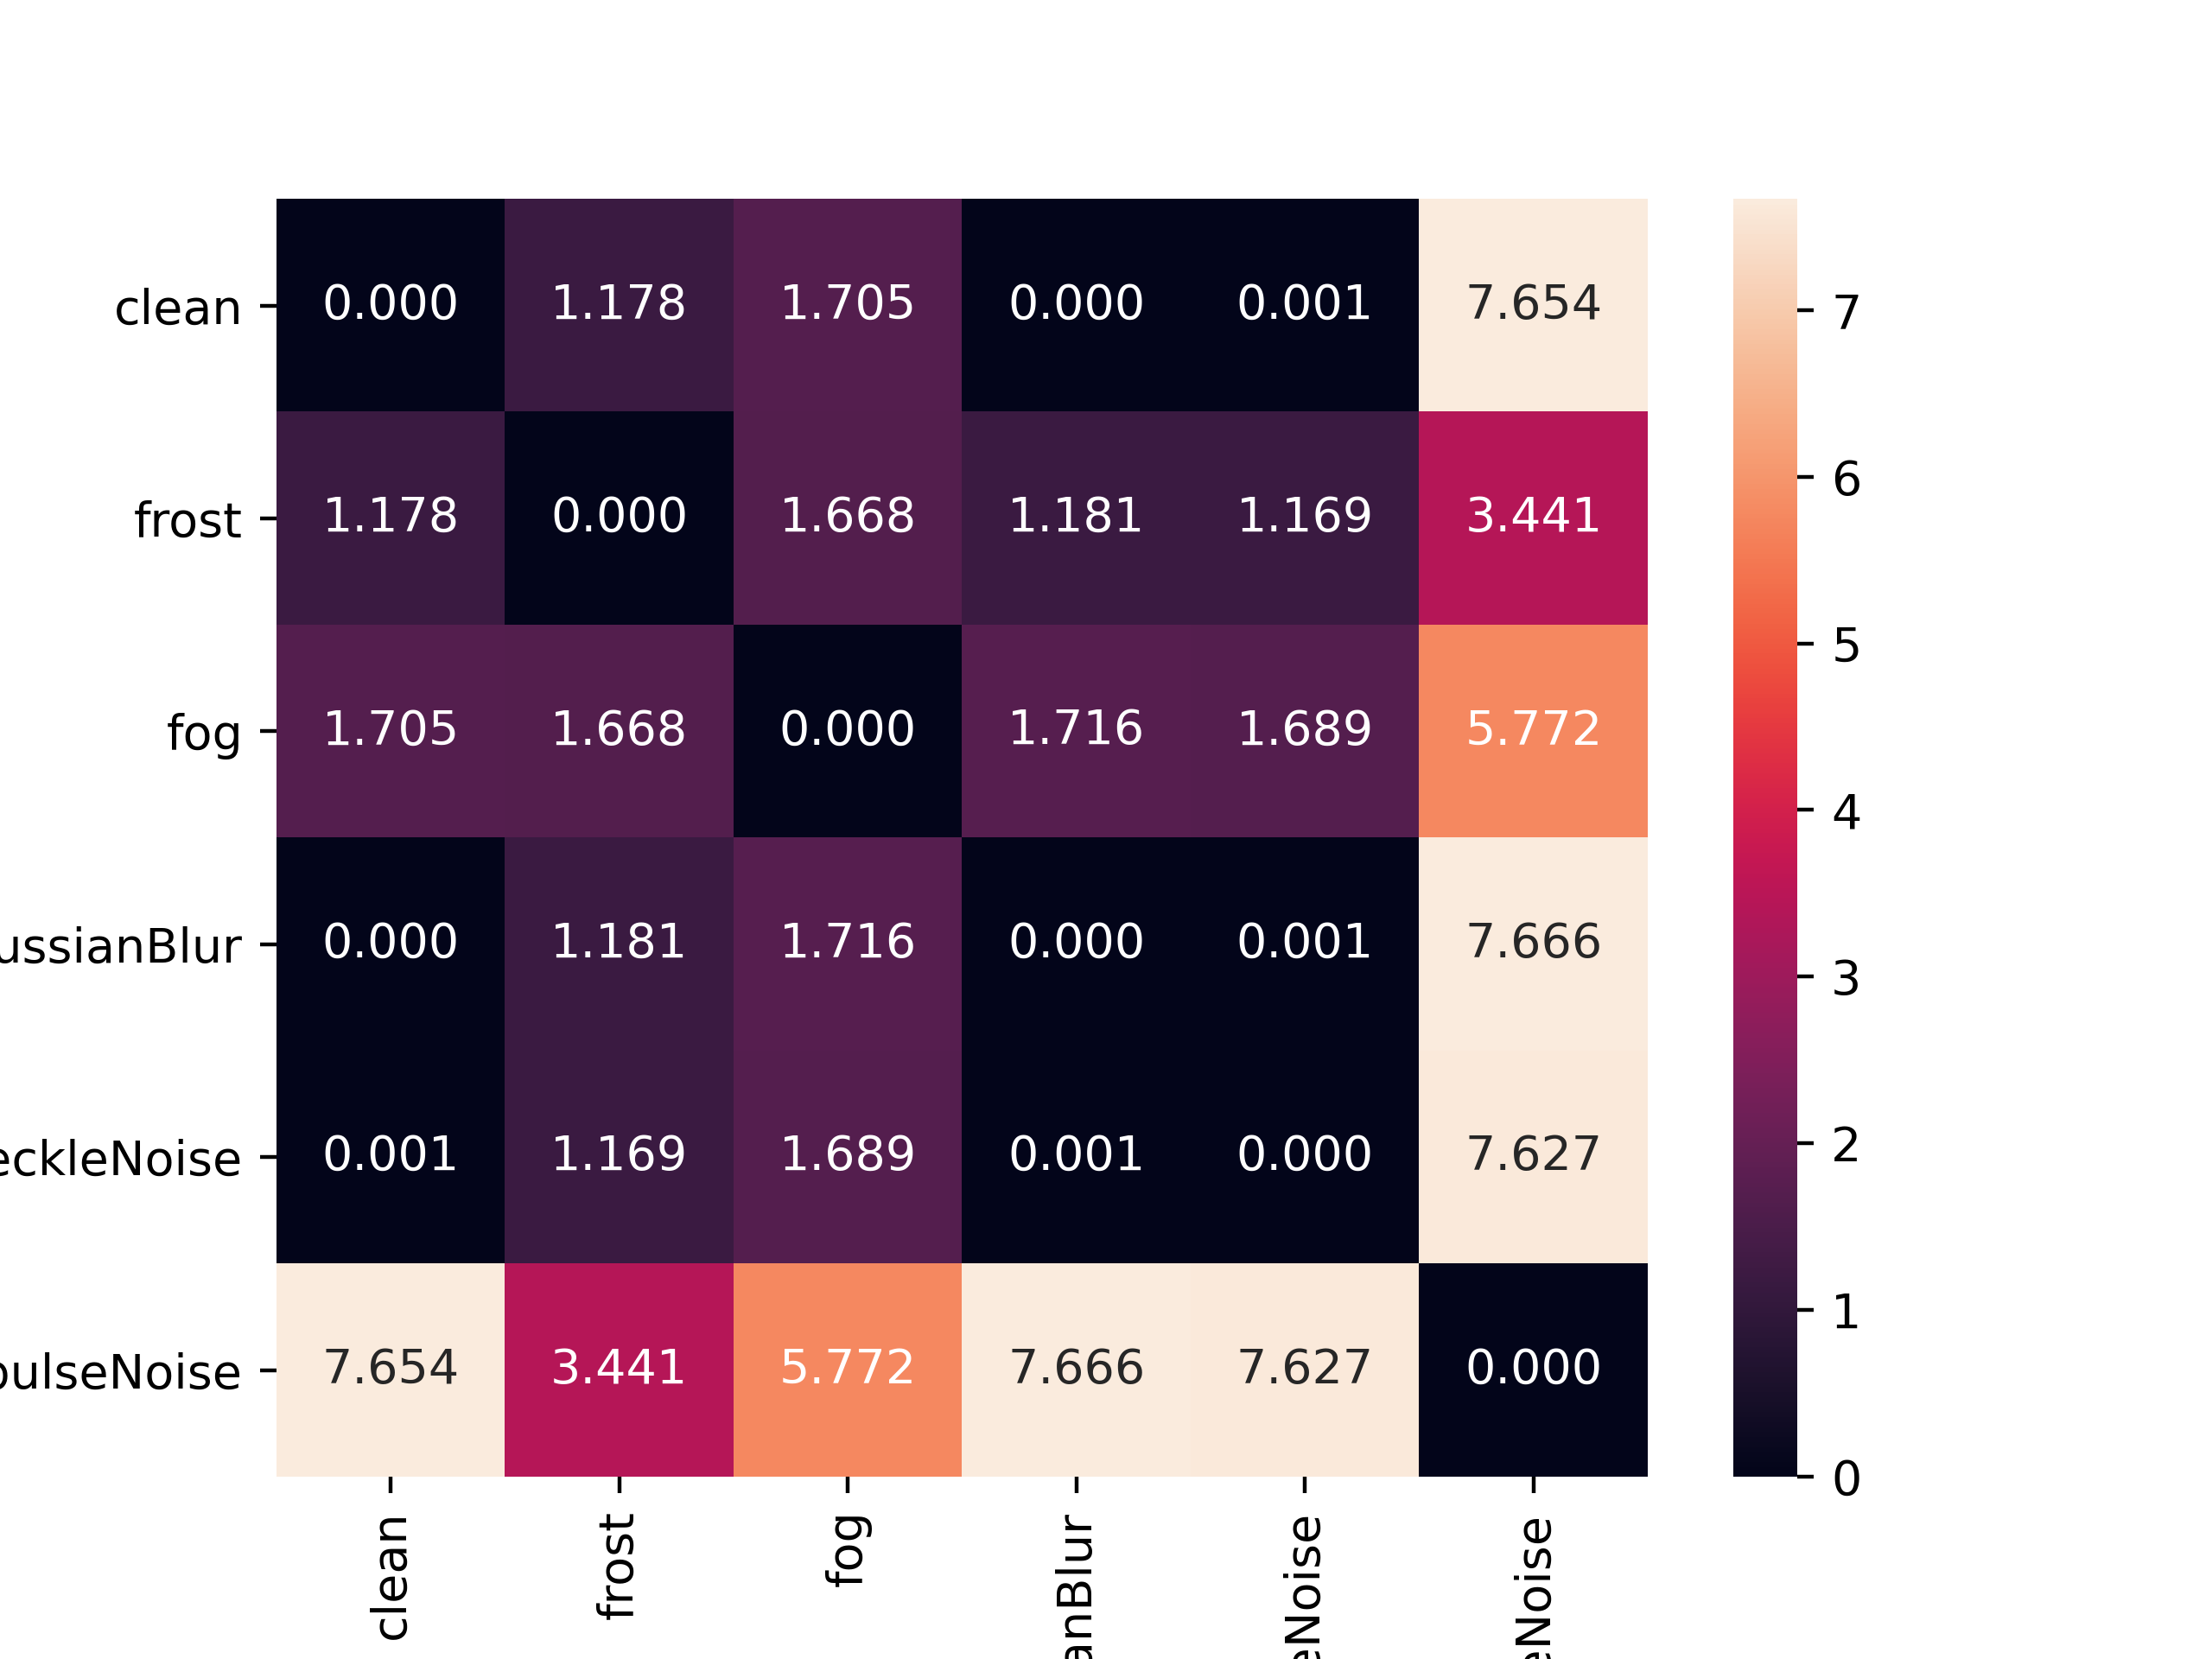 clean 0.000 1.178 1.705 0.000 0.001 7.654
frost 1.178 0.000 1.668 1.181 1.169 3.441
fog 1.705 1.668 0.000 1.716 1.689 5.772
ussianBlur 0.000 1.181 1.716 0.000 0.001 7.666
eckleNoise 0.001 1.169 1.689 0.001 0.000 7.627
pulseNoise 7.654 3.441 5.772 7.666 7.627 0.000
clean frost fog anBlur eNoise eNoise
7
6
5
4
3
2
1
0